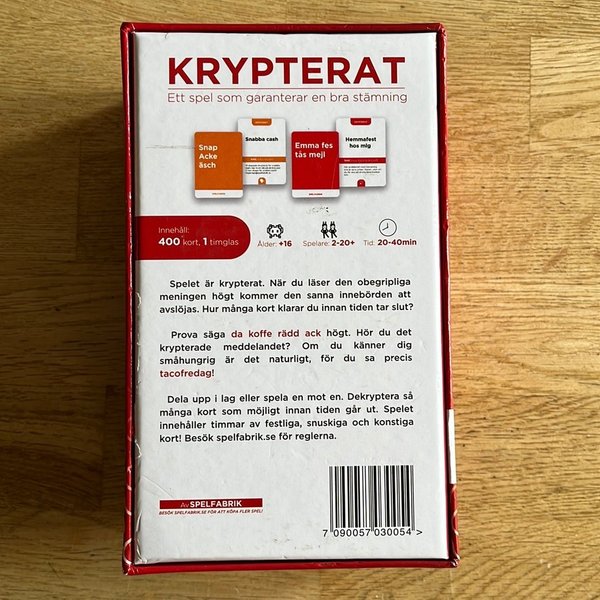 KRYPTERAT
Ett spel som garanterar en bra stämning
Snap
Acke
äsch
Snabba cash
Emma fes
tås mejl
Hemmafest
hos mig
Innehåll:
400 kort, 1 timglas
Ålder: +16
Spelare: 2-20+
Tid: 20-40min
Spelet är krypterat. När du läser den obegripliga
meningen högt kommer den sanna innebörden att
avslöjas. Hur många kort klarar du innan tiden tar slut?
Prova säga da koffe rädd ack högt. Hör du det
krypterade meddelandet? Om du känner dig
småhungrig är det naturligt, för du sa precis
tacofredag!
Dela upp i lag eller spela en mot en. Dekryptera så
många kort som möjligt innan tiden går ut. Spelet
innehåller timmar av festliga, snuskiga och konstiga
kort! Besök spelfabrik.se för reglerna.
Av SPELFABRIK
BESÖK SPELFABRIK.SE FÖR ATT KÖPA FLER SPEL!
7 090057 030054 >